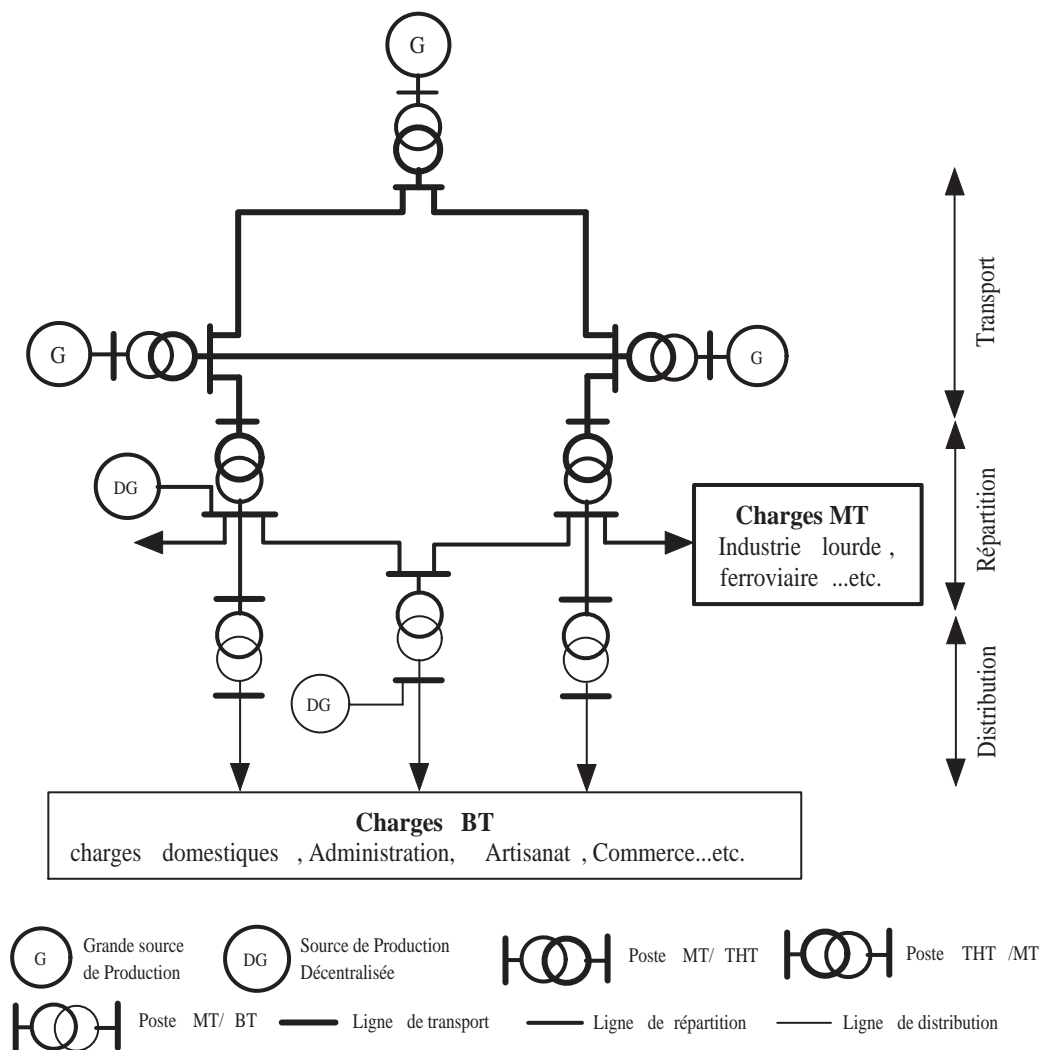 G
Transport
G
G
DG
Répartition
Charges MT
Industrie lourde ,
ferroviaire ...etc.
Distribution
DG
Charges BT
charges domestiques , Administration, Artisanat , Commerce...etc.
G
Grande source
de Production
DG
Source de Production
Décentralisée
Poste MT/ THT
Poste THT /MT
Poste MT/ BT
Ligne de transport
Ligne de répartition
Ligne de distribution